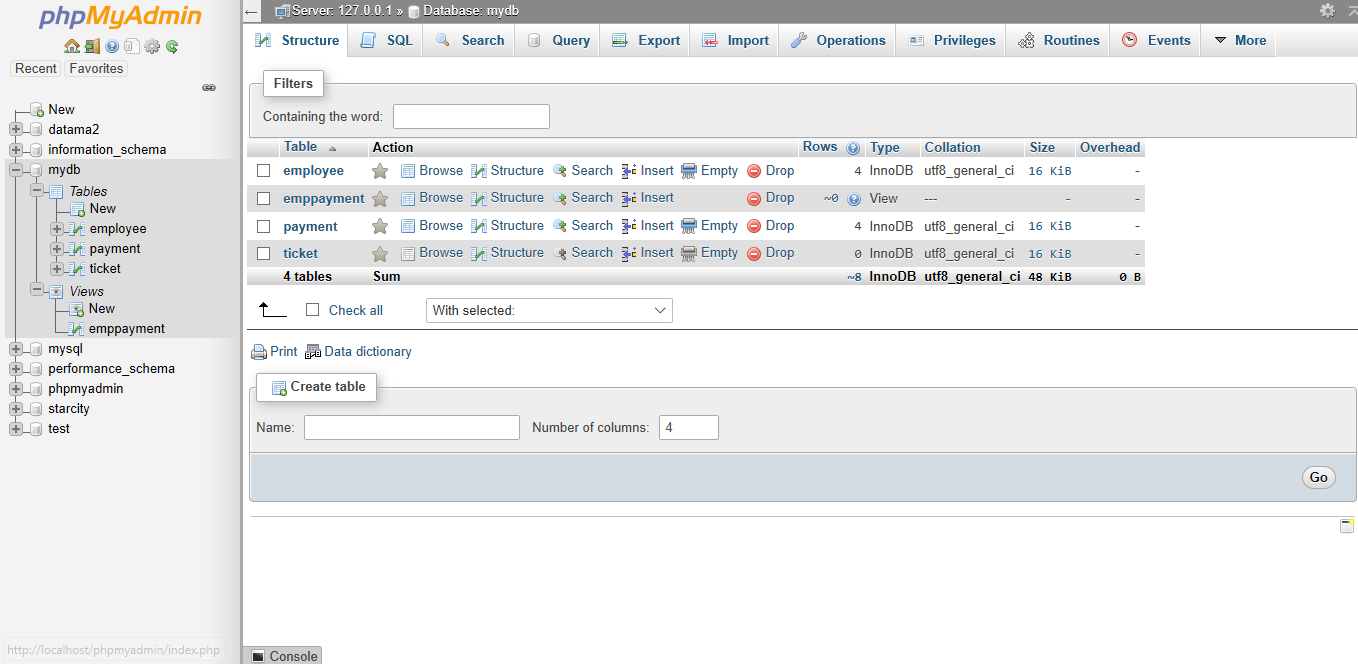 phpMyAdmin
Recent Favorites
New
datama2
information_schema
mydb
Tables
New
employee
payment
ticket
Views
New
emppayment
mysql
performance_schema
phpmyadmin
starcity
test
http://localhost/phpmyadmin/index.php
Server: 127.0.0.1 » Database: mydb
Structure SQL Search Query Export Import Operations Privileges Routines Events More
Filters
Containing the word:
Table Action Rows Type Collation Size Overhead
employee Browse Structure Search Insert Empty Drop 4 InnoDB utf8_general_ci 16 KiB -
emppayment Browse Structure Search Insert Drop ~0 View --- - -
payment Browse Structure Search Insert Empty Drop 4 InnoDB utf8_general_ci 16 KiB -
ticket Browse Structure Search Insert Empty Drop 0 InnoDB utf8_general_ci 16 KiB -
4 tables Sum ~8 InnoDB utf8_general_ci 48 KiB 0 B
Check all With selected:
Print Data dictionary
Create table
Name: Number of columns: 4
Go
Console